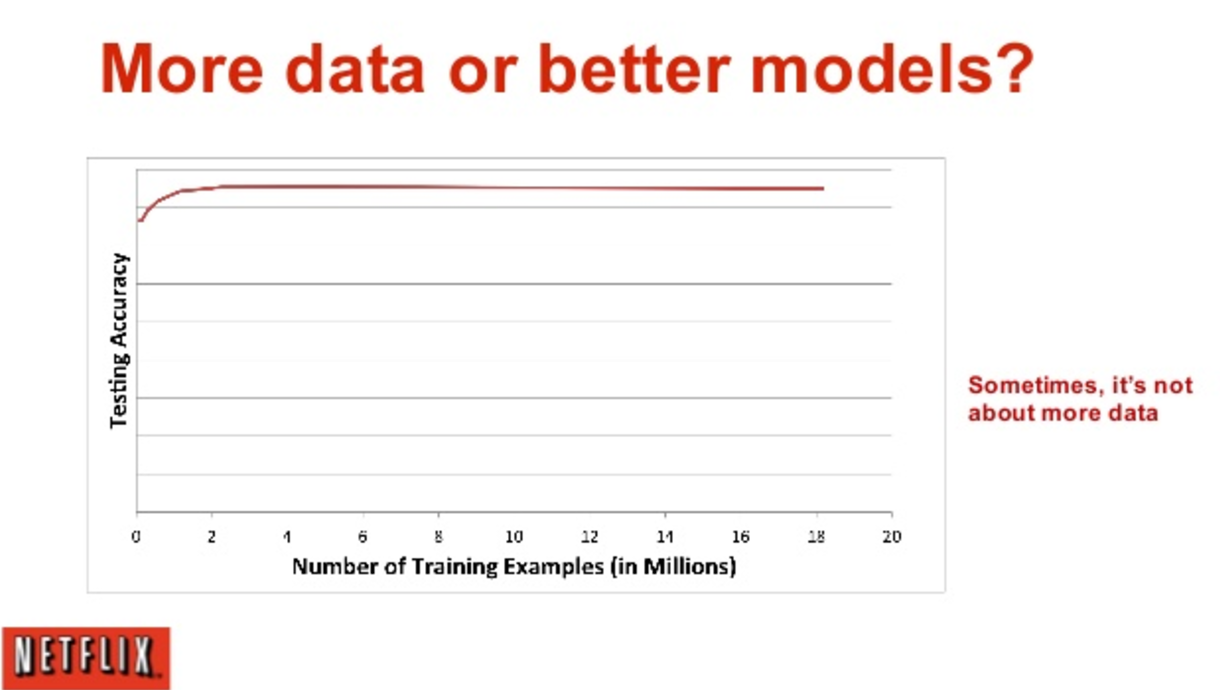 More data or better models?
Testing Accuracy
Sometimes, it's not
about more data
0 2 4 6 8 10 12 14 16 18 20
Number of Training Examples (in Millions)
NETFLIX